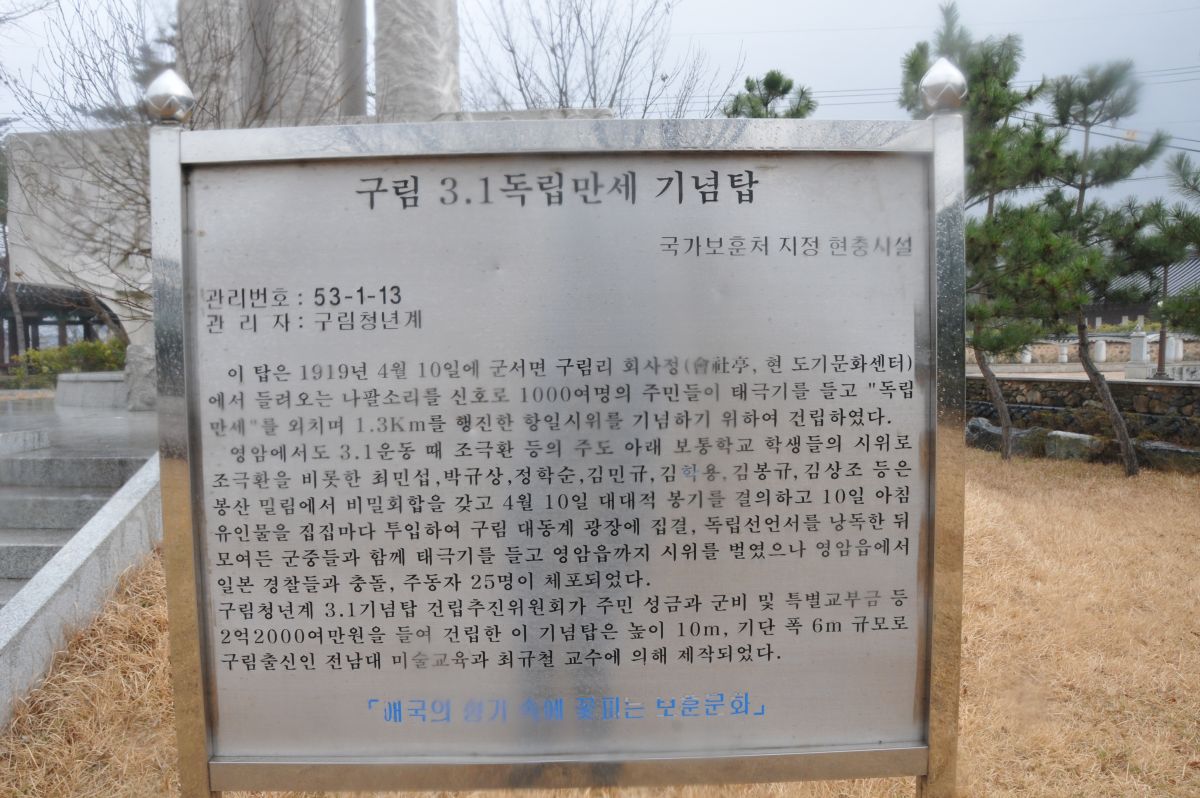 구림 3.1독립만세 기념탑
국가보훈처 지정 현충시설
관리번호 : 53-1-13
관 리 자 : 구림청년계
이 탑은 1919년 4월 10일에 군서면 구림리 회사정(會社亭, 현 도기문화센터)
에서 들려오는 나팔소리를 신호로 1000여명의 주민들이 태극기를 들고 "독립
만세"를 외치며 1.3Km를 행진한 항일시위를 기념하기 위하여 건립하였다.
영암에서도 3.1운동 때 조극환 등의 주도 아래 보통학교 학생들의 시위로
조극환을 비롯한 최민섭,박규상,정학순,김민규,김학용,김봉규,김상조 등은
봉산 밀림에서 비밀회합을 갖고 4월 10일 대대적 봉기를 결의하고 10일 아침
유인물을 집집마다 투입하여 구림 대동계 광장에 집결, 독립선언서를 낭독한 뒤
모여든 군중들과 함께 태극기를 들고 영암읍까지 시위를 벌였으나 영암읍에서
일본 경찰들과 충돌, 주동자 25명이 체포되었다.
구림청년계 3.1기념탑 건립추진위원회가 주민 성금과 군비 및 특별교부금 등
2억2000여만원을 들여 건립한 이 기념탑은 높이 10m, 기단 폭 6m 규모로
구림출신인 전남대 미술교육과 최규철 교수에 의해 제작되었다.
「애국의 향기 속에 꽃피는 보훈문화」